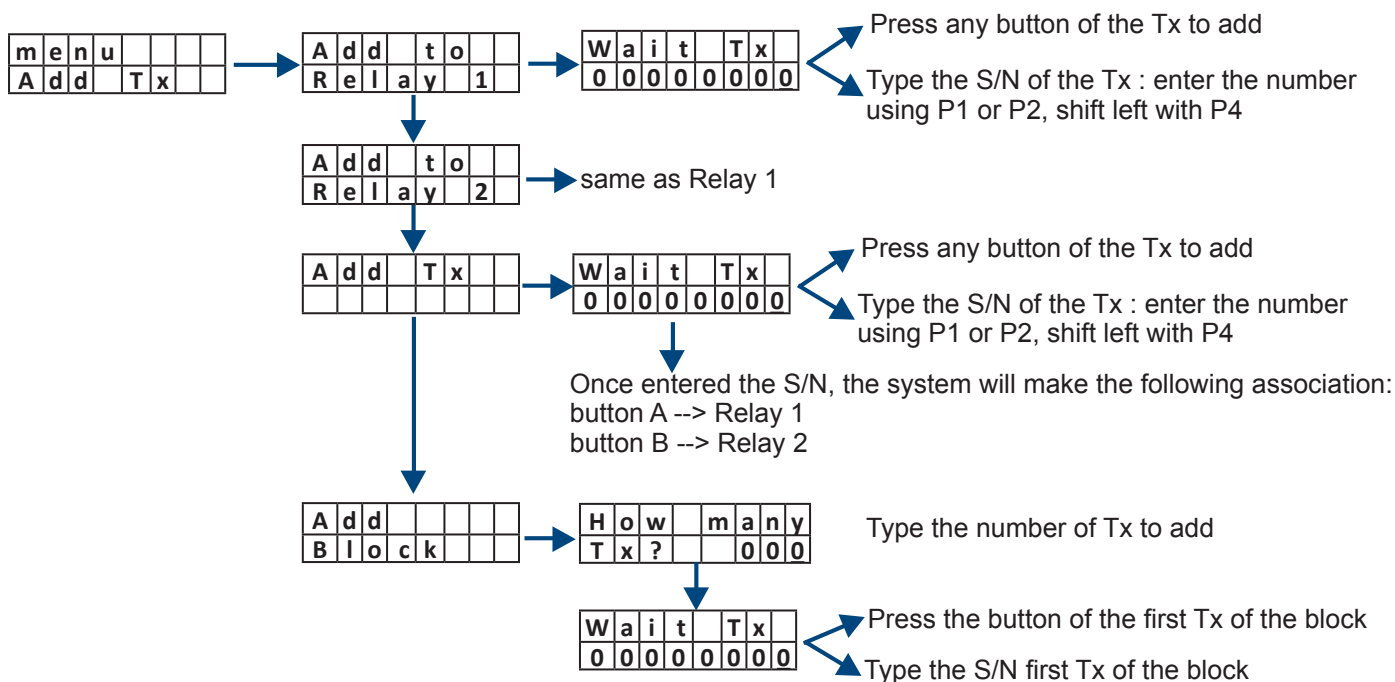 menu
Add Tx
Add to
Relay 1
Wait Tx
00000000
Press any button of the Tx to add
Type the S/N of the Tx : enter the number
using P1 or P2, shift left with P4
Add to
Relay 2
same as Relay 1
Add Tx
Wait Tx
00000000
Press any button of the Tx to add
Type the S/N of the Tx : enter the number
using P1 or P2, shift left with P4
Once entered the S/N, the system will make the following association:
button A --> Relay 1
button B --> Relay 2
Add
Block
How many
Tx? 000
Type the number of Tx to add
Wait Tx
00000000
Press the button of the first Tx of the block
Type the S/N first Tx of the block